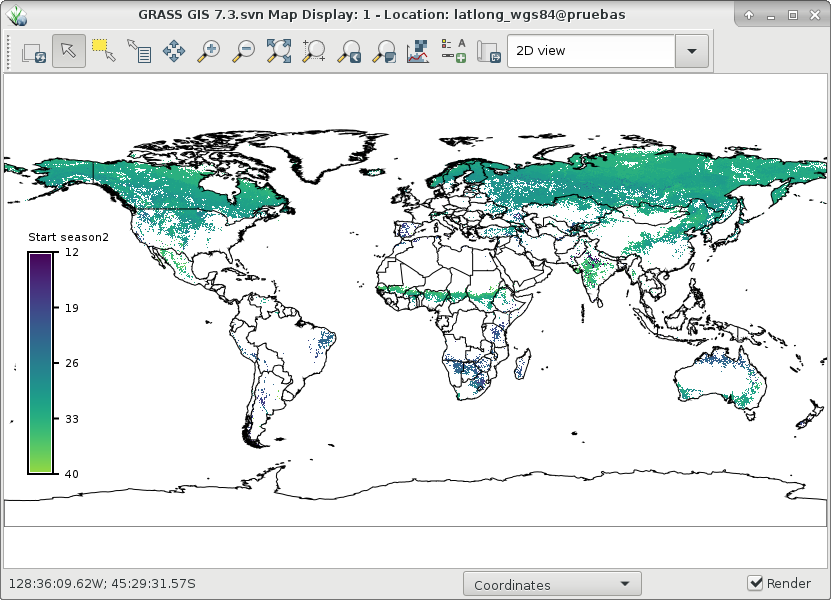 GRASS GIS 7.3.svn Map Display: 1 - Location: latlong_wgs84@pruebas
A
2D view
Start season2
12
19
26
33
40
128:36:09.62W; 45:29:31.57S
Coordinates
Render